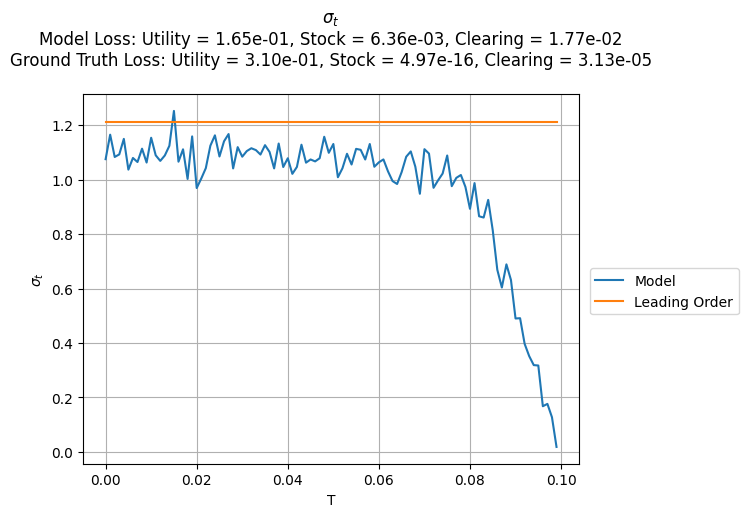 σt
Model Loss: Utility = 1.65e-01, Stock = 6.36e-03, Clearing = 1.77e-02
Ground Truth Loss: Utility = 3.10e-01, Stock = 4.97e-16, Clearing = 3.13e-05
1.2
1.0
0.8
0.6
0.4
0.2
0.0
σt
0.00 0.02 0.04 0.06 0.08 0.10
T
Model
Leading Order